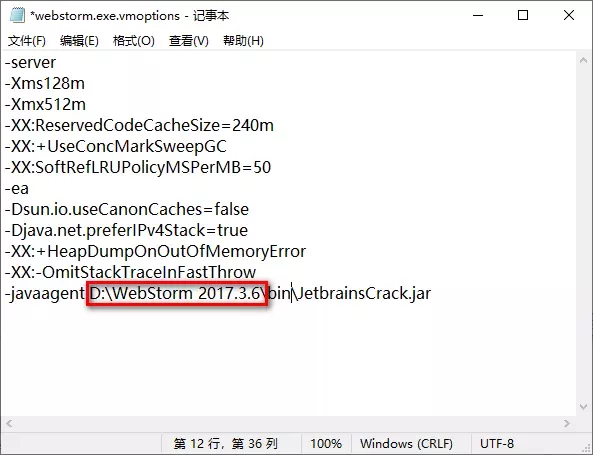 *webstorm.exe.vmoptions - 记事本
文件(F) 编辑(E) 格式(O) 查看(V) 帮助(H)
-server
-Xms128m
-Xmx512m
-XX:ReservedCodeCacheSize=240m
-XX:+UseConcMarkSweepGC
-XX:SoftRefLRUPolicyMSPerMB=50
-ea
-Dsun.io.useCanonCaches=false
-Djava.net.preferIPv4Stack=true
-XX:+HeapDumpOnOutOfMemoryError
-XX:-OmitStackTraceInFastThrow
-javaagent:D:\WebStorm 2017.3.6\bin\JetbrainsCrack.jar
第 12 行，第 36 列 100% Windows (CRLF) UTF-8